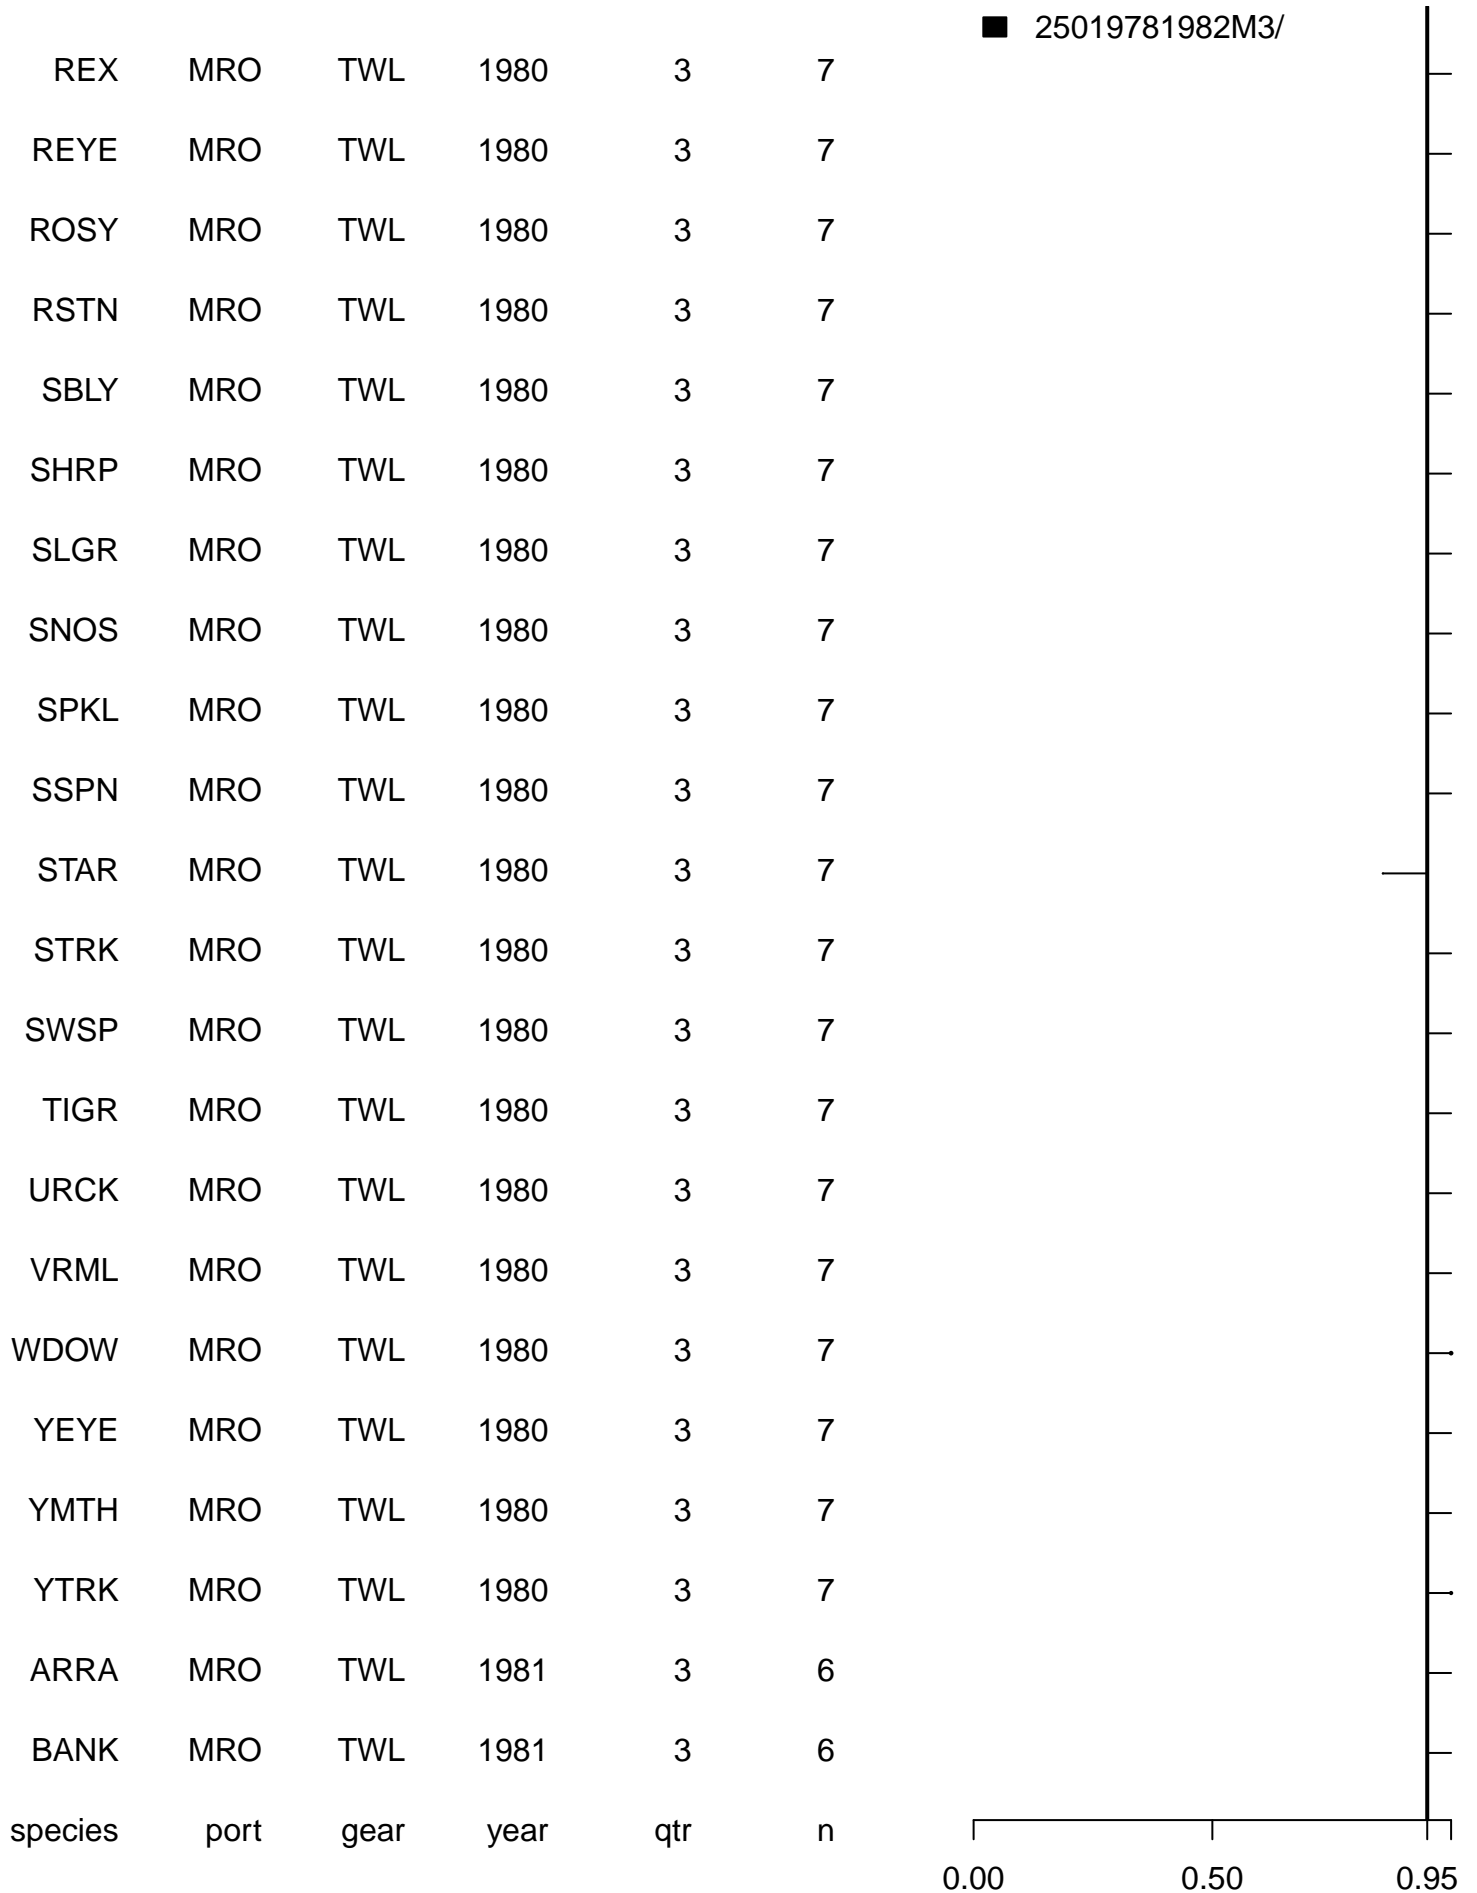 25019781982M3/
REX MRO TWL 1980 3 7
REYE MRO TWL 1980 3 7
ROSY MRO TWL 1980 3 7
RSTN MRO TWL 1980 3 7
SBLY MRO TWL 1980 3 7
SHRP MRO TWL 1980 3 7
SLGR MRO TWL 1980 3 7
SNOS MRO TWL 1980 3 7
SPKL MRO TWL 1980 3 7
SSPN MRO TWL 1980 3 7
STAR MRO TWL 1980 3 7
STRK MRO TWL 1980 3 7
SWSP MRO TWL 1980 3 7
TIGR MRO TWL 1980 3 7
URCK MRO TWL 1980 3 7
VRML MRO TWL 1980 3 7
WDOW MRO TWL 1980 3 7
YEYE MRO TWL 1980 3 7
YMTH MRO TWL 1980 3 7
YTRK MRO TWL 1980 3 7
ARRA MRO TWL 1981 3 6
BANK MRO TWL 1981 3 6
species port gear year qtr n
0.00 0.50 0.95